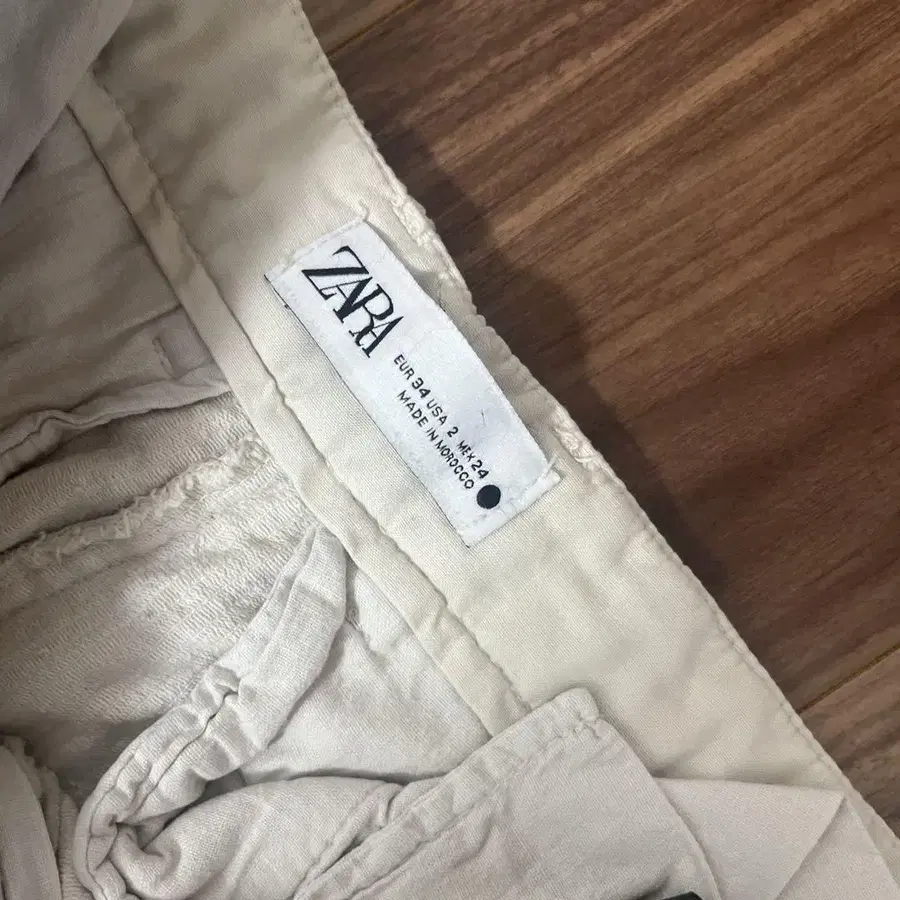 ZARA
EUR 34 USA 2 MEX 24
MADE IN MOROCCO